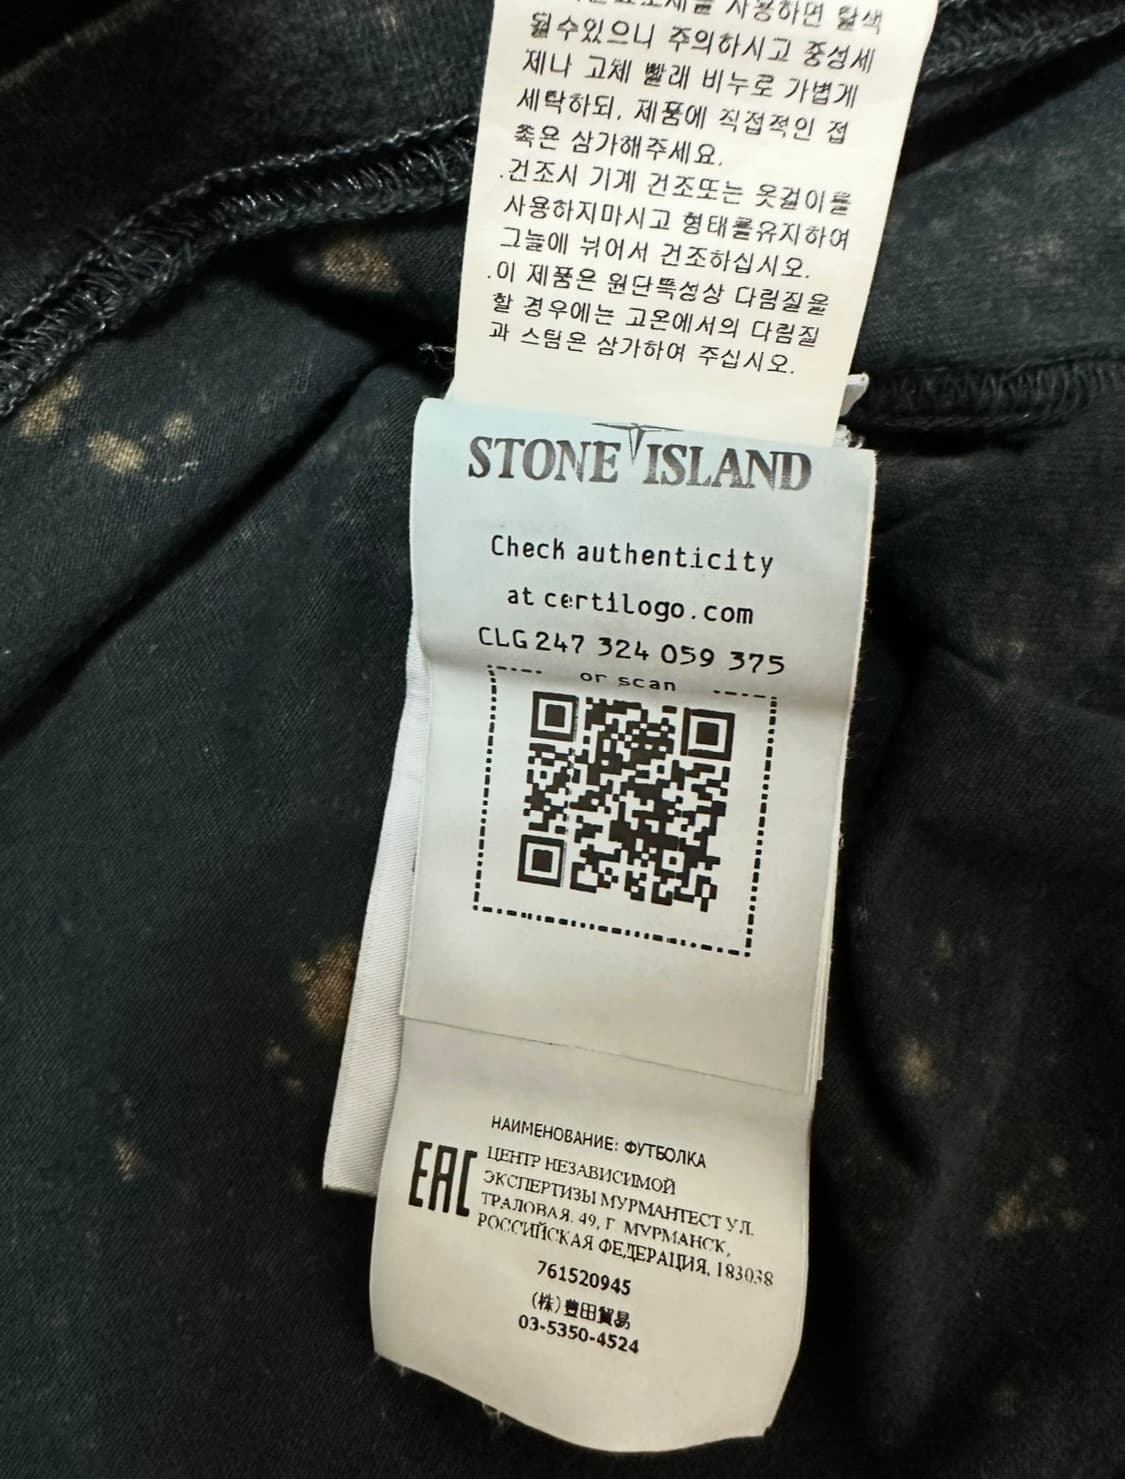 사용하면 탈색
될수있으니 주의하시고 중성세
제나 고체 빨래 비누로 가볍게
세탁하되, 제품에 직접적인 접
촉은 삼가해주세요.
.건조시 기계 건조또는 옷걸이를
사용하지마시고 형태를유지하여
그늘에 뉘어서 건조하십시오.
.이 제품은 원단특성상 다림질을
할 경우에는 고온에서의 다림질
과 스팀은 삼가하여 주십시오.
STONE ISLAND
Check authenticity
at certilogo.com
CLG 247 324 059 375
or scan
НАИМЕНОВАНИЕ: ФУТБОЛКА
EAC
ЦЕНТР НЕЗАВИСИМОЙ
ЭКСПЕРТИЗЫ МУРМАНТЕСТ УЛ.
ТРАЛОВАЯ. 49, Г. МУРМАНСК,
РОССИЙСКАЯ ФЕДЕРАЦИЯ, 183038
761520945
(株)豊田貿易
03-5350-4524